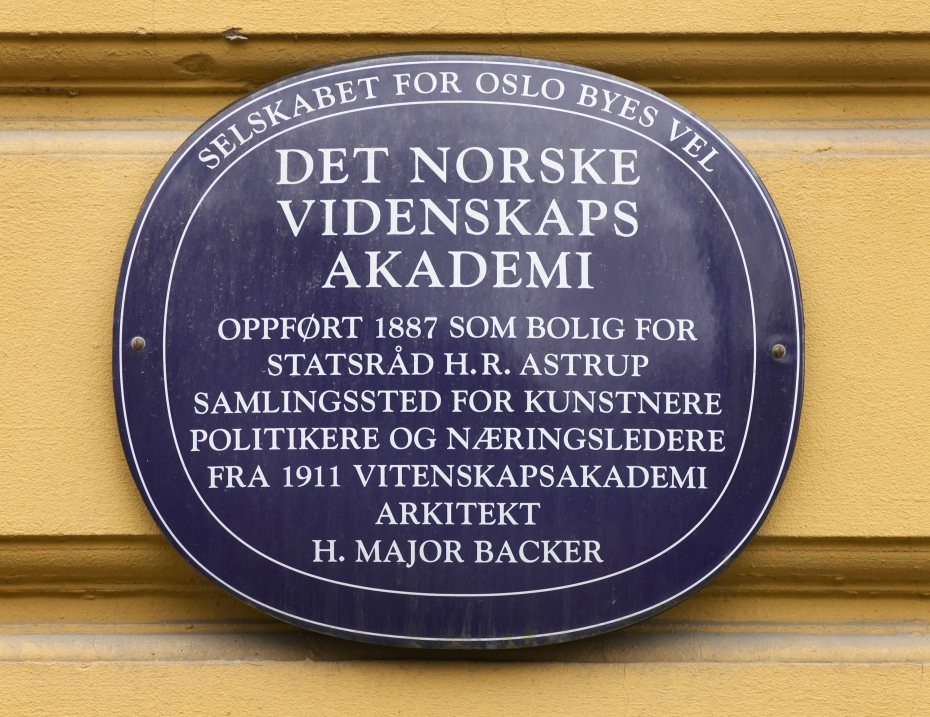 SELSKABET FOR OSLO BYES VEL
DET NORSKE
VIDENSKAPS
AKADEMI
OPPFØRT 1887 SOM BOLIG FOR
STATSRÅD H.R. ASTRUP
SAMLINGSSTED FOR KUNSTNERE
POLITIKERE OG NÆRINGSLEDERE
FRA 1911 VITENSKAPSAKADEMI
ARKITEKT
H. MAJOR BACKER